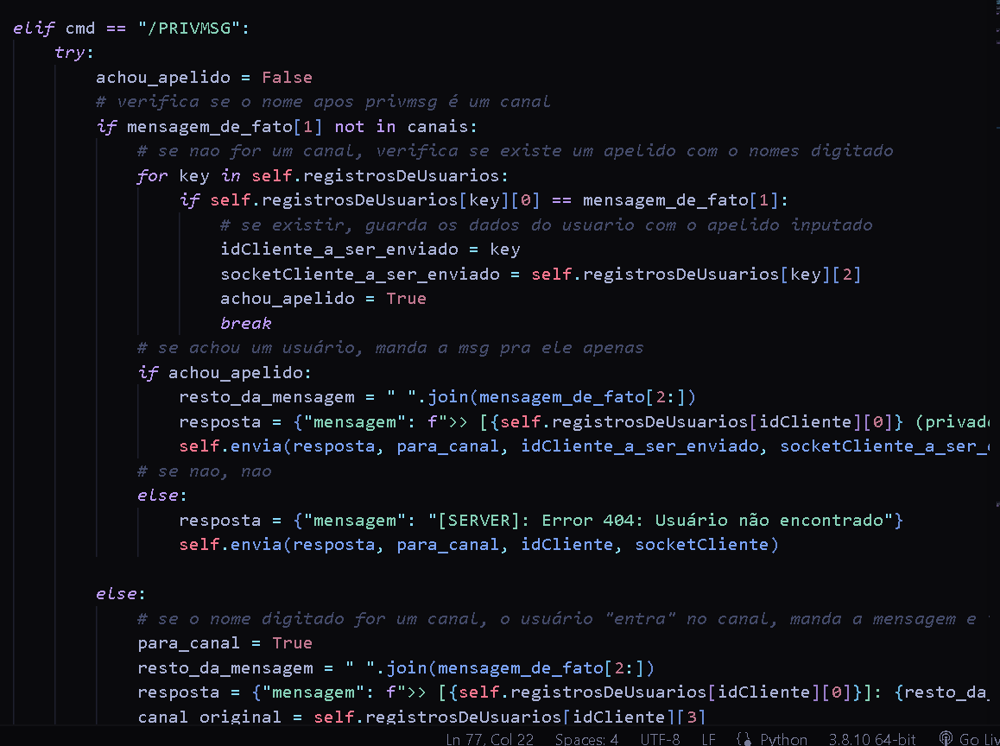 elif cmd == "/PRIVMSG":
    try:
        achou_apelido = False
        # verifica se o nome apos privmsg é um canal
        if mensagem_de_fato[1] not in canais:
            # se nao for um canal, verifica se existe um apelido com o nomes digitado
            for key in self.registrosDeUsuarios:
                if self.registrosDeUsuarios[key][0] == mensagem_de_fato[1]:
                    # se existir, guarda os dados do usuario com o apelido inputado
                    idCliente_a_ser_enviado = key
                    socketCliente_a_ser_enviado = self.registrosDeUsuarios[key][2]
                    achou_apelido = True
                    break
            # se achou um usuário, manda a msg pra ele apenas
            if achou_apelido:
                resto_da_mensagem = " ".join(mensagem_de_fato[2:])
                resposta = {"mensagem": f">> [{self.registrosDeUsuarios[idCliente][0]} (privad
                self.envia(resposta, para_canal, idCliente_a_ser_enviado, socketCliente_a_ser_
            # se nao, nao
            else:
                resposta = {"mensagem": "[SERVER]: Error 404: Usuário não encontrado"}
                self.envia(resposta, para_canal, idCliente, socketCliente)
        else:
            # se o nome digitado for um canal, o usuário "entra" no canal, manda a mensagem e
            para_canal = True
            resto_da_mensagem = " ".join(mensagem_de_fato[2:])
            resposta = {"mensagem": f">> [{self.registrosDeUsuarios[idCliente][0]}]: {resto_da_
            canal_original = self.registrosDeUsuarios[idCliente][3]
Ln 77, Col 22 Spaces: 4 UTF-8 LF Python 3.8.10 64-bit Go Liv